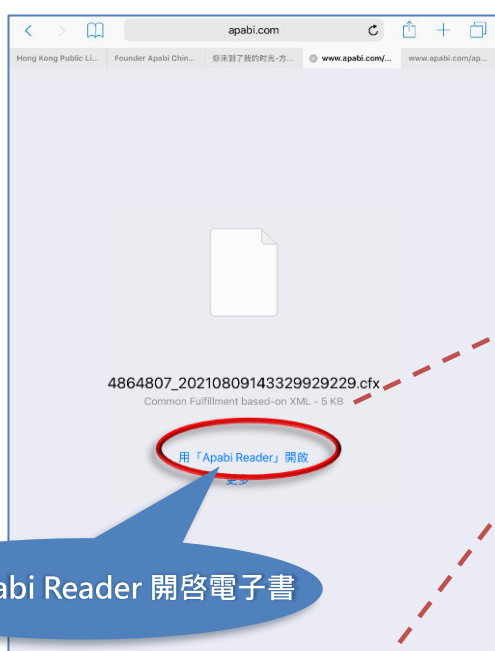 apabi.com
Hong Kong Public Li...
Founder Apabi Chin...
你来到了我的时光-方...
www.apabi.com/...
www.apabi.com/ap...
4864807_20210809143329929229.cfx
Common Fulfillment based-on XML - 5 KB
用「Apabi Reader」開啟
更多
abi Reader 開啓電子書